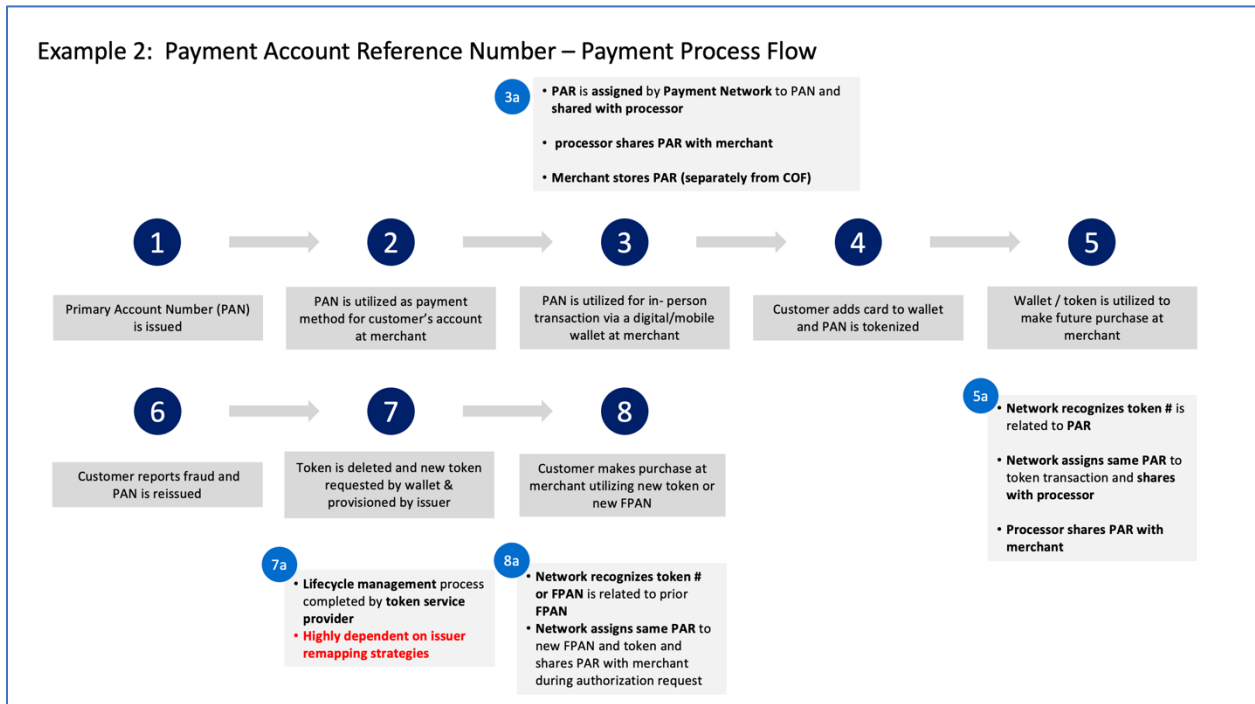 Example 2:  Payment Account Reference Number – Payment Process Flow
3a
• PAR is assigned by Payment Network to PAN and
shared with processor
• processor shares PAR with merchant
• Merchant stores PAR (separately from COF)
1
2
3
4
5
Primary Account Number (PAN)
is issued
PAN is utilized as payment
method for customer's account
at merchant
PAN is utilized for in- person
transaction via a digital/mobile
wallet at merchant
Customer adds card to wallet
and PAN is tokenized
Wallet / token is utilized to
make future purchase at
merchant
5a
• Network recognizes token # is
related to PAR
• Network assigns same PAR to
token transaction and shares
with processor
• Processor shares PAR with
merchant
6
7
8
Customer reports fraud and
PAN is reissued
Token is deleted and new token
requested by wallet &
provisioned by issuer
Customer makes purchase at
merchant utilizing new token or
new FPAN
7a
• Lifecycle management process
completed by token service
provider
• Highly dependent on issuer
remapping strategies
8a
• Network recognizes token #
or FPAN is related to prior
FPAN
• Network assigns same PAR to
new FPAN and token and
shares PAR with merchant
during authorization request